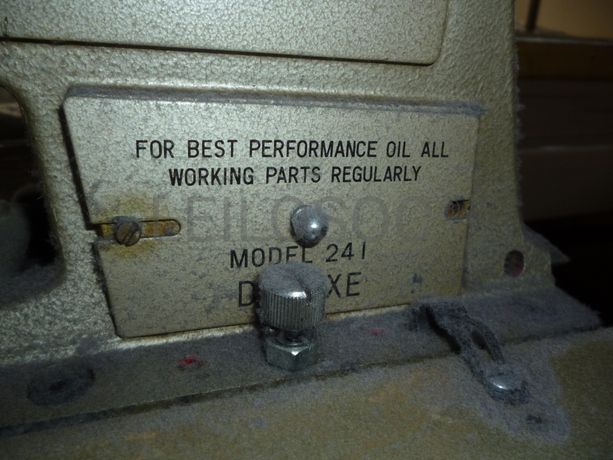 FOR BEST PERFORMANCE OIL ALL
WORKING PARTS REGULARLY
MODEL 241